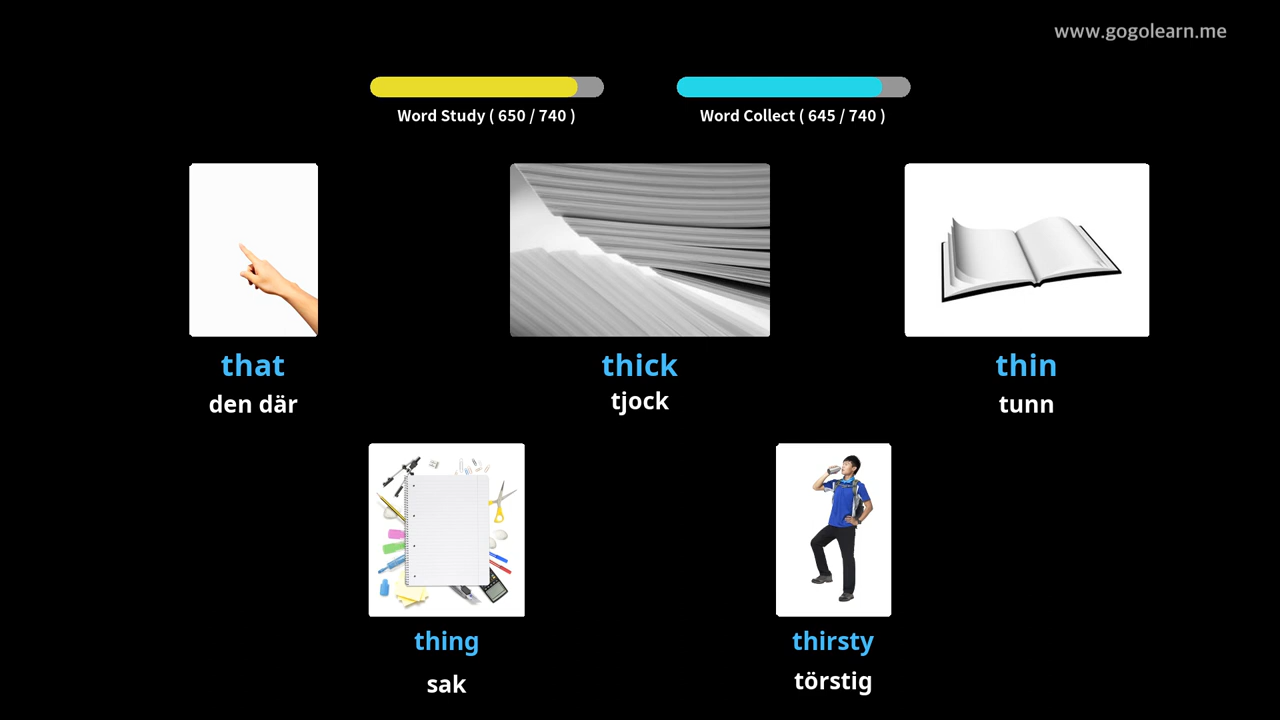 www.gogolearn.me
Word Study ( 650 / 740 )
Word Collect ( 645 / 740 )
that
den där
thick
tjock
thin
tunn
thing
sak
thirsty
törstig